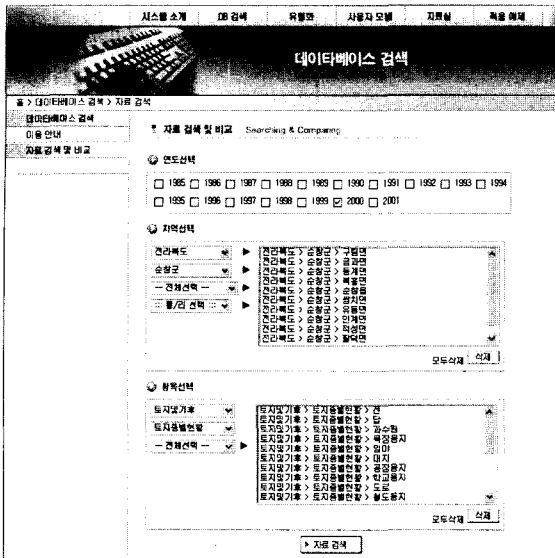 시스템 소개 DB 검색 유형화 사용자 모델 자료실 적용 예제
데이타베이스 검색
홈 > 데이타베이스 검색 > 자료 검색
데이타베이스 검색
이용 안내
자료 검색 및 비교
자료 검색 및 비교 Searching & Comparing
연도선택
1985 1986 1987 1988 1989 1990 1991 1992 1993 1994
1995 1996 1997 1998 1999 2000 2001
지역선택
전라북도
순창군
-- 전체선택 --
:: 동/리 선택 ::
전라북도 > 순창군 > 구림면
전라북도 > 순창군 > 금과면
전라북도 > 순창군 > 동계면
전라북도 > 순창군 > 복흥면
전라북도 > 순창군 > 순창읍
전라북도 > 순창군 > 쌍치면
전라북도 > 순창군 > 유등면
전라북도 > 순창군 > 인계면
전라북도 > 순창군 > 적성면
전라북도 > 순창군 > 팔덕면
모두삭제 삭제
항목선택
토지및기후
토지종별현황
-- 전체선택 --
토지및기후 > 토지종별현황 > 전
토지및기후 > 토지종별현황 > 답
토지및기후 > 토지종별현황 > 과수원
토지및기후 > 토지종별현황 > 목장용지
토지및기후 > 토지종별현황 > 임야
토지및기후 > 토지종별현황 > 대지
토지및기후 > 토지종별현황 > 공장용지
토지및기후 > 토지종별현황 > 학교용지
토지및기후 > 토지종별현황 > 도로
토지및기후 > 토지종별현황 > 철도용지
모두삭제 삭제
자료 검색